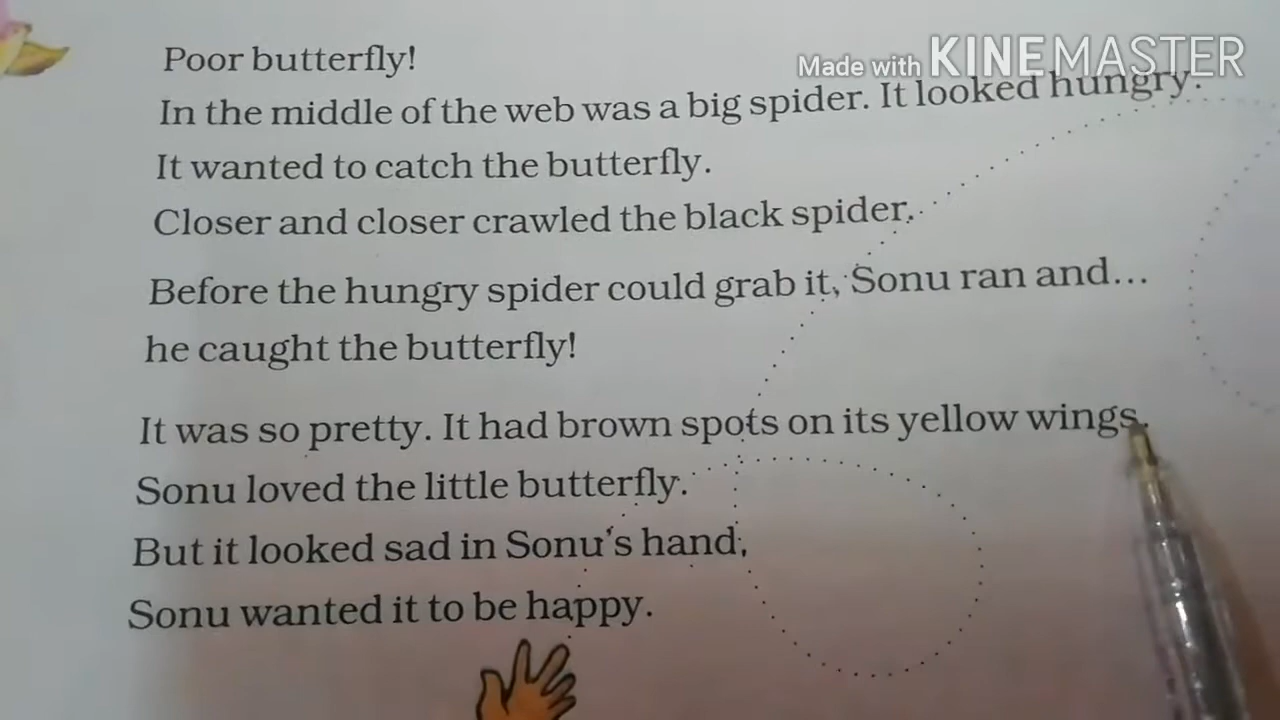 Made with KINEMASTER
Poor butterfly!
In the middle of the web was a big spider. It looked hungry.
It wanted to catch the butterfly.
Closer and closer crawled the black spider.
Before the hungry spider could grab it, Sonu ran and...
he caught the butterfly!
It was so pretty. It had brown spots on its yellow wings.
Sonu loved the little butterfly.
But it looked sad in Sonu's hand,
Sonu wanted it to be happy.